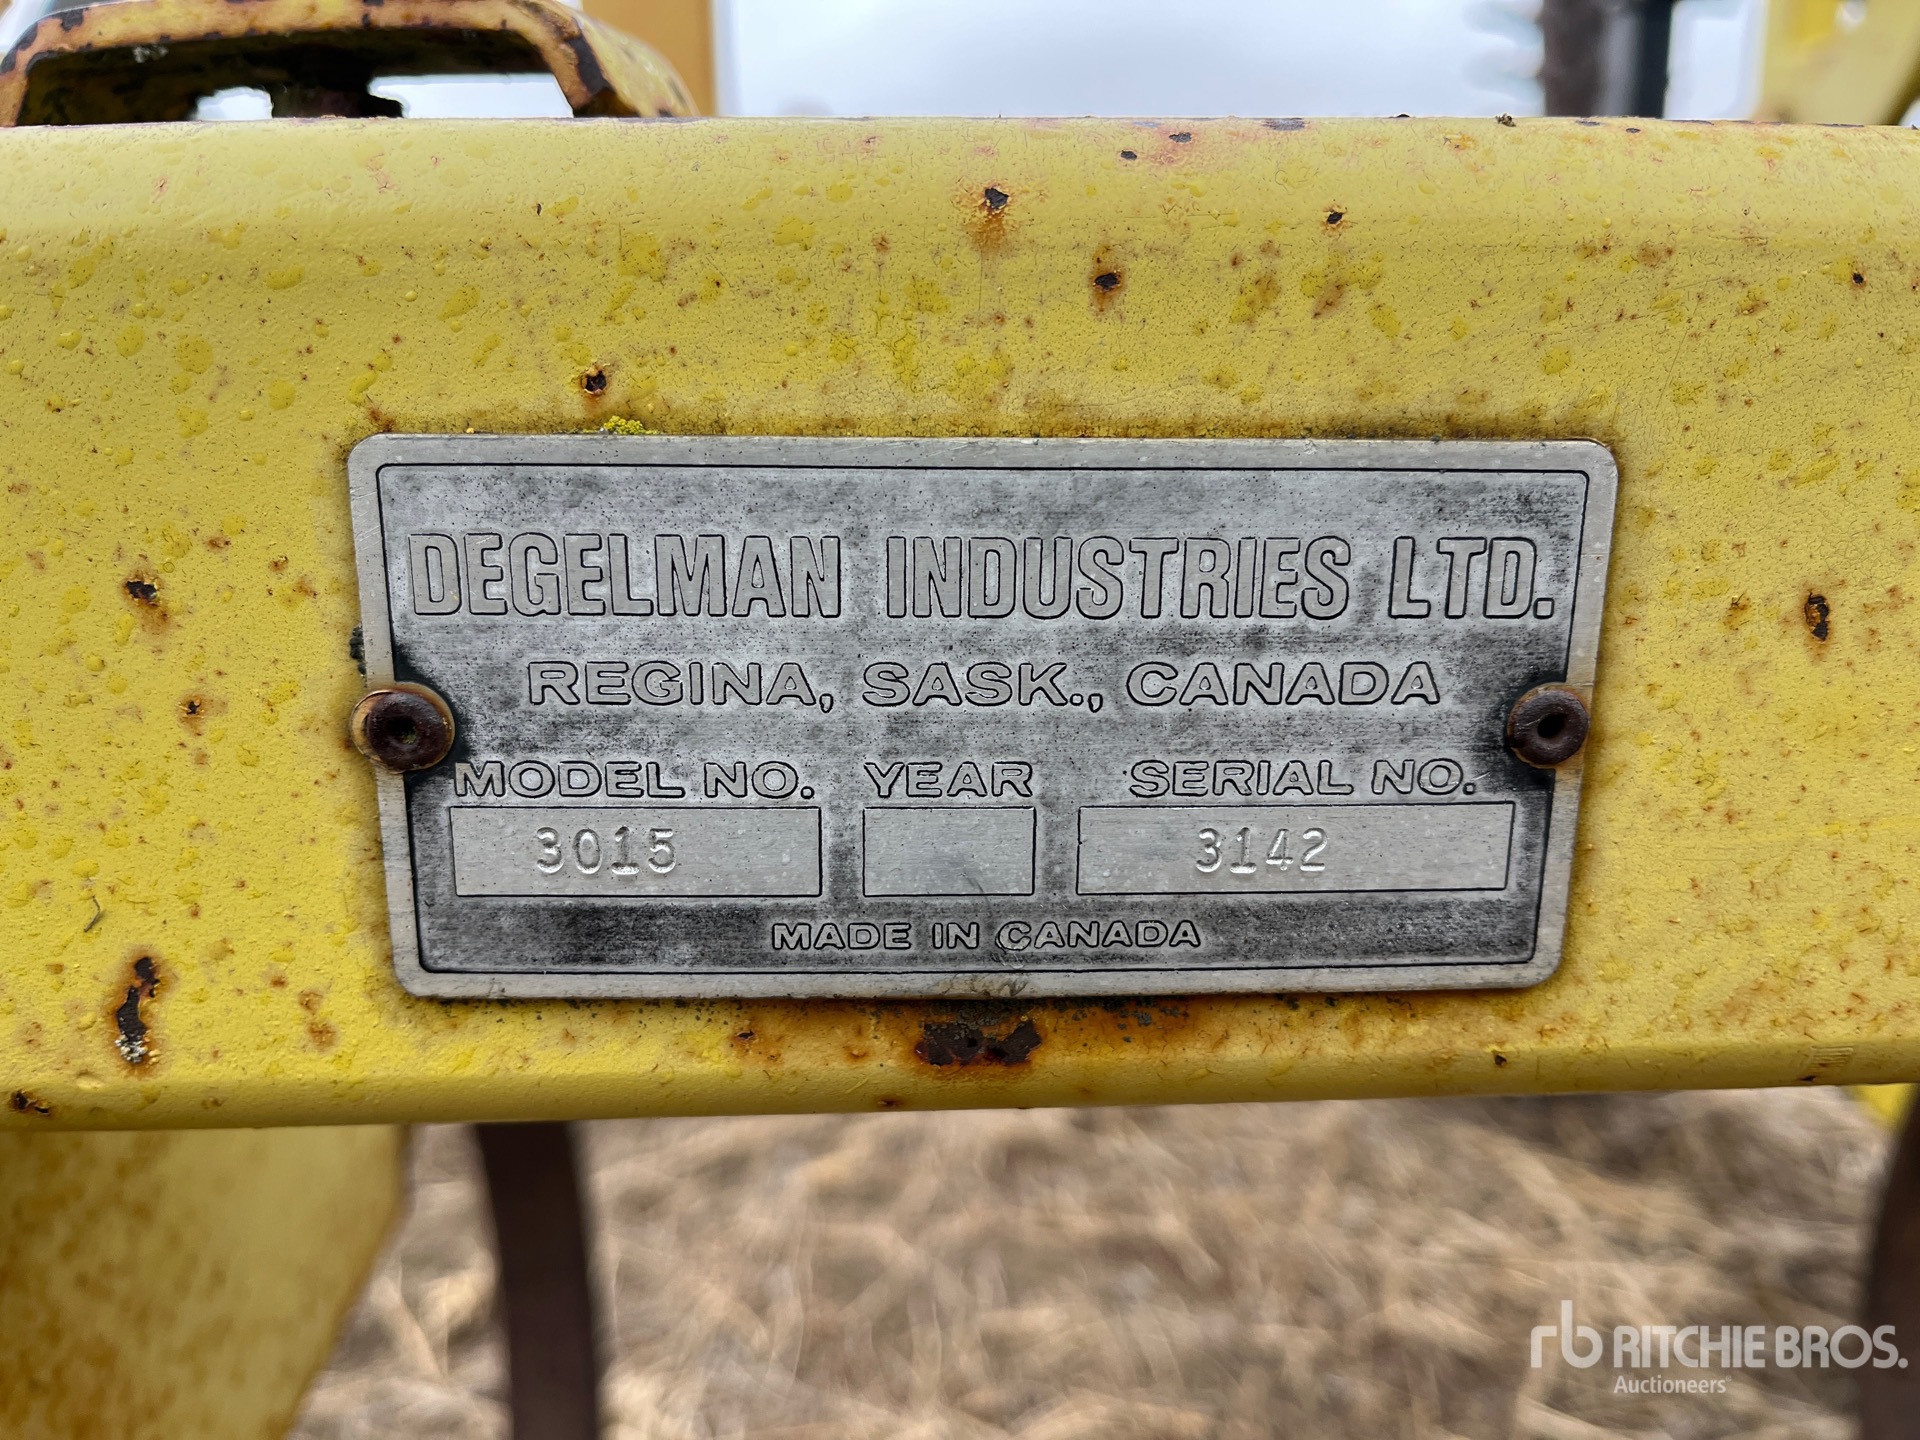 DEGELMAN INDUSTRIES LTD.
REGINA, SASK., CANADA
MODEL NO. YEAR SERIAL NO.
3015 3142
MADE IN CANADA
rb RITCHIE BROS.
Auctioneers